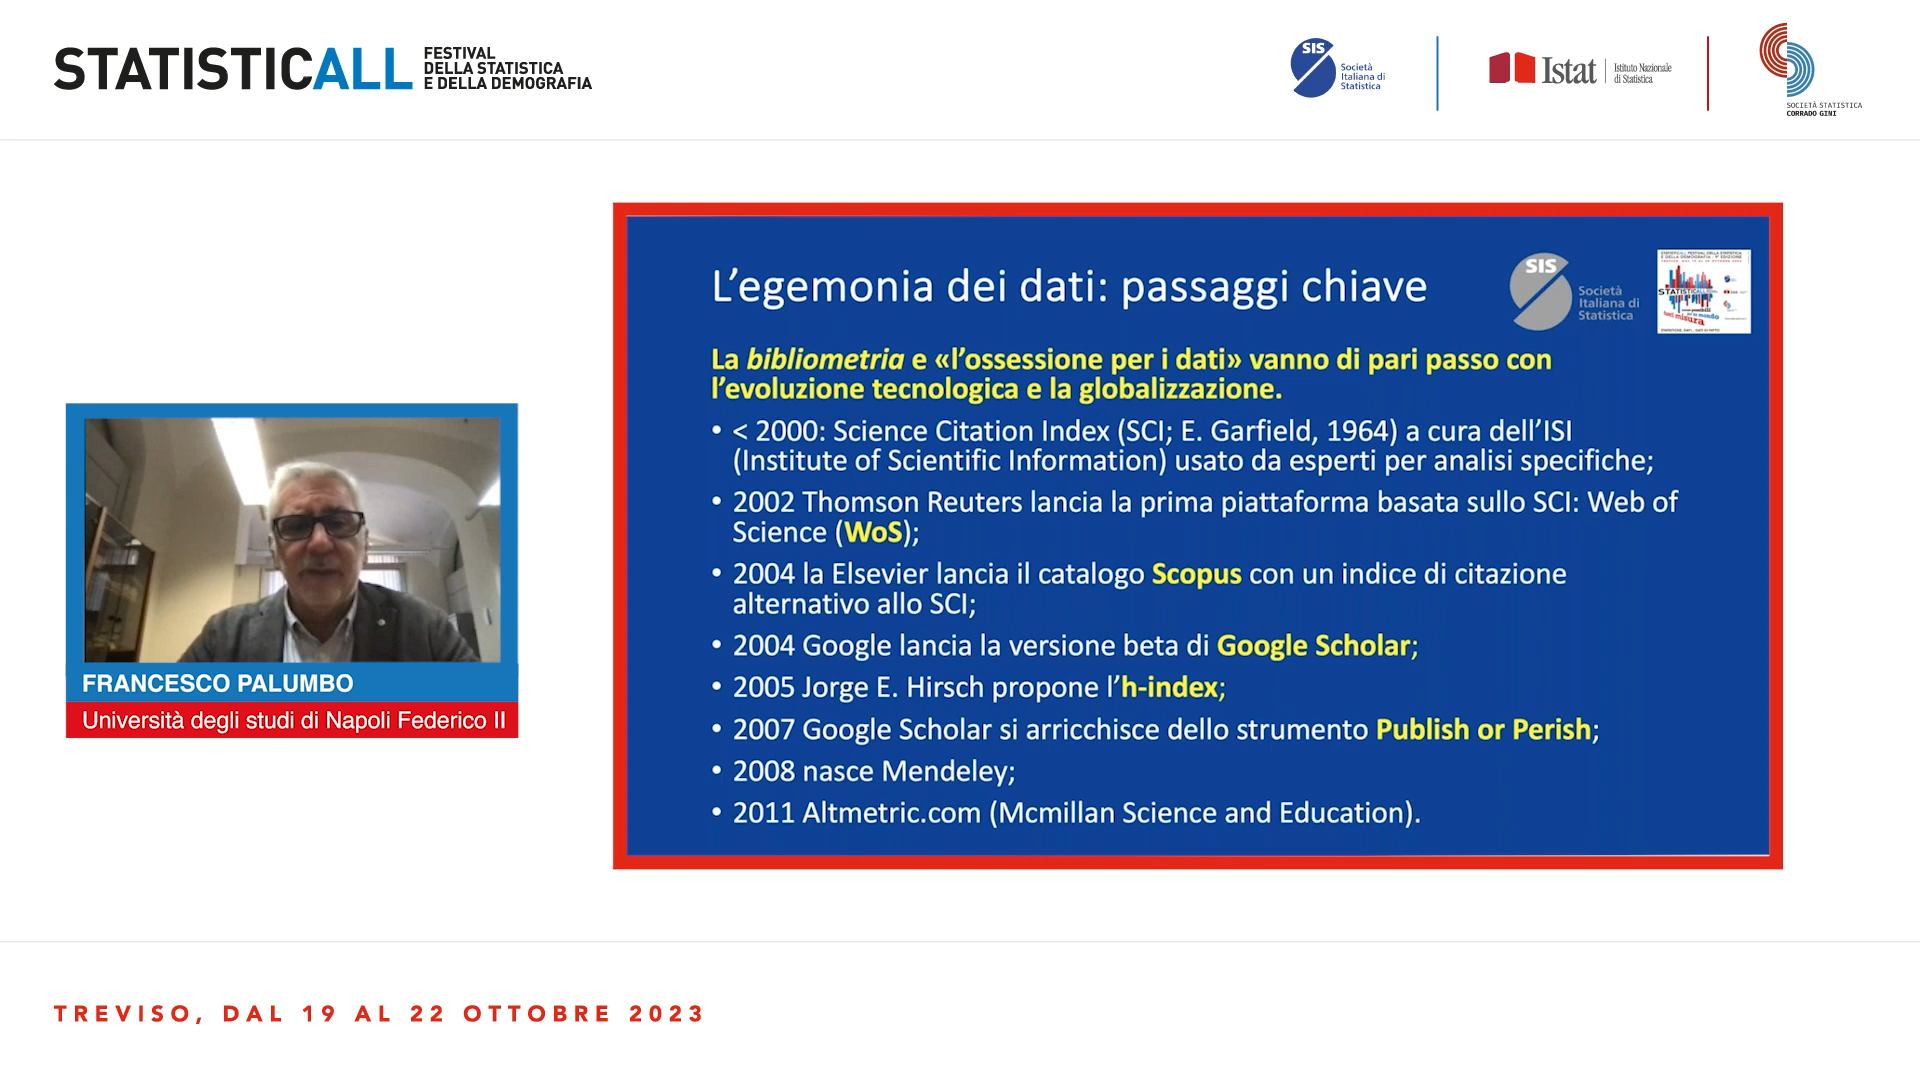 STATISTICALL
FESTIVAL
DELLA STATISTICA
E DELLA DEMOGRAFIA
SIS
Società
Italiana di
Statistica
Istat
Istituto Nazionale
di Statistica
SOCIETÀ STATISTICA
CORRADO GINI
L'egemonia dei dati: passaggi chiave
SIS
Società
Italiana di
Statistica
STATISTICALL
La bibliometria e «l'ossessione per i dati» vanno di pari passo con
l'evoluzione tecnologica e la globalizzazione.
• < 2000: Science Citation Index (SCI; E. Garfield, 1964) a cura dell'ISI
(Institute of Scientific Information) usato da esperti per analisi specifiche;
• 2002 Thomson Reuters lancia la prima piattaforma basata sullo SCI: Web of
Science (WoS);
• 2004 la Elsevier lancia il catalogo Scopus con un indice di citazione
alternativo allo SCI;
• 2004 Google lancia la versione beta di Google Scholar;
• 2005 Jorge E. Hirsch propone l'h-index;
• 2007 Google Scholar si arricchisce dello strumento Publish or Perish;
• 2008 nasce Mendeley;
• 2011 Altmetric.com (Mcmillan Science and Education).
FRANCESCO PALUMBO
Università degli studi di Napoli Federico II
TREVISO, DAL 19 AL 22 OTTOBRE 2023